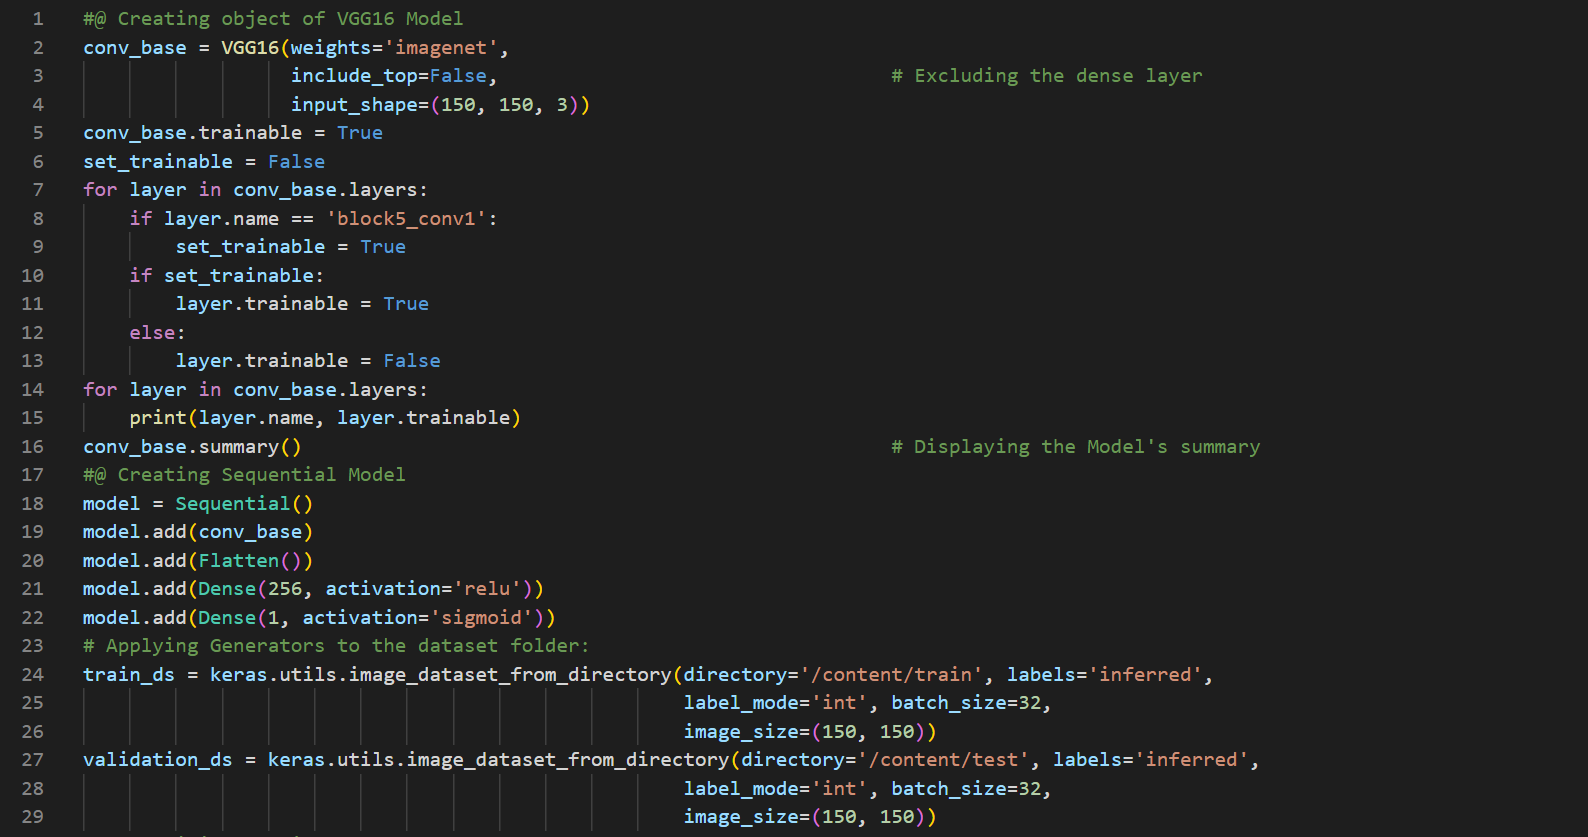 1 #@ Creating object of VGG16 Model
2 conv_base = VGG16(weights='imagenet',
3 include_top=False, # Excluding the dense layer
4 input_shape=(150, 150, 3))
5 conv_base.trainable = True
6 set_trainable = False
7 for layer in conv_base.layers:
8 if layer.name == 'block5_conv1':
9 set_trainable = True
10 if set_trainable:
11 layer.trainable = True
12 else:
13 layer.trainable = False
14 for layer in conv_base.layers:
15 print(layer.name, layer.trainable)
16 conv_base.summary() # Displaying the Model's summary
17 #@ Creating Sequential Model
18 model = Sequential()
19 model.add(conv_base)
20 model.add(Flatten())
21 model.add(Dense(256, activation='relu'))
22 model.add(Dense(1, activation='sigmoid'))
23 # Applying Generators to the dataset folder:
24 train_ds = keras.utils.image_dataset_from_directory(directory='/content/train', labels='inferred',
25 label_mode='int', batch_size=32,
26 image_size=(150, 150))
27 validation_ds = keras.utils.image_dataset_from_directory(directory='/content/test', labels='inferred',
28 label_mode='int', batch_size=32,
29 image_size=(150, 150))